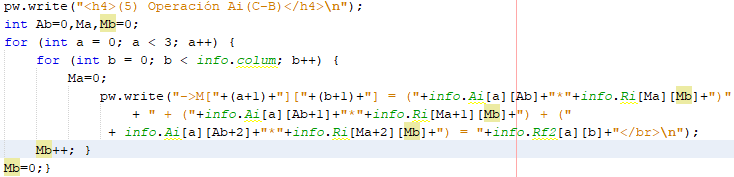 pw.write("<h4>(5) Operación Ai(C-B)</h4>\n");
int Ab=0,Ma,Mb=0;
for (int a = 0; a < 3; a++) {
for (int b = 0; b < info.colum; b++) {
Ma=0;
pw.write("->M["+(a+1)+"]["+(b+1)+"] = ("+info.Ai[a][Ab]+"*"+info.Ri[Ma][Mb]+")"
+ " + ("+info.Ai[a][Ab+1]+"*"+info.Ri[Ma+1][Mb]+") + ("
+ info.Ai[a][Ab+2]+"*"+info.Ri[Ma+2][Mb]+") = "+info.Rf2[a][b]+"</br>\n");
Mb++; }
Mb=0;}